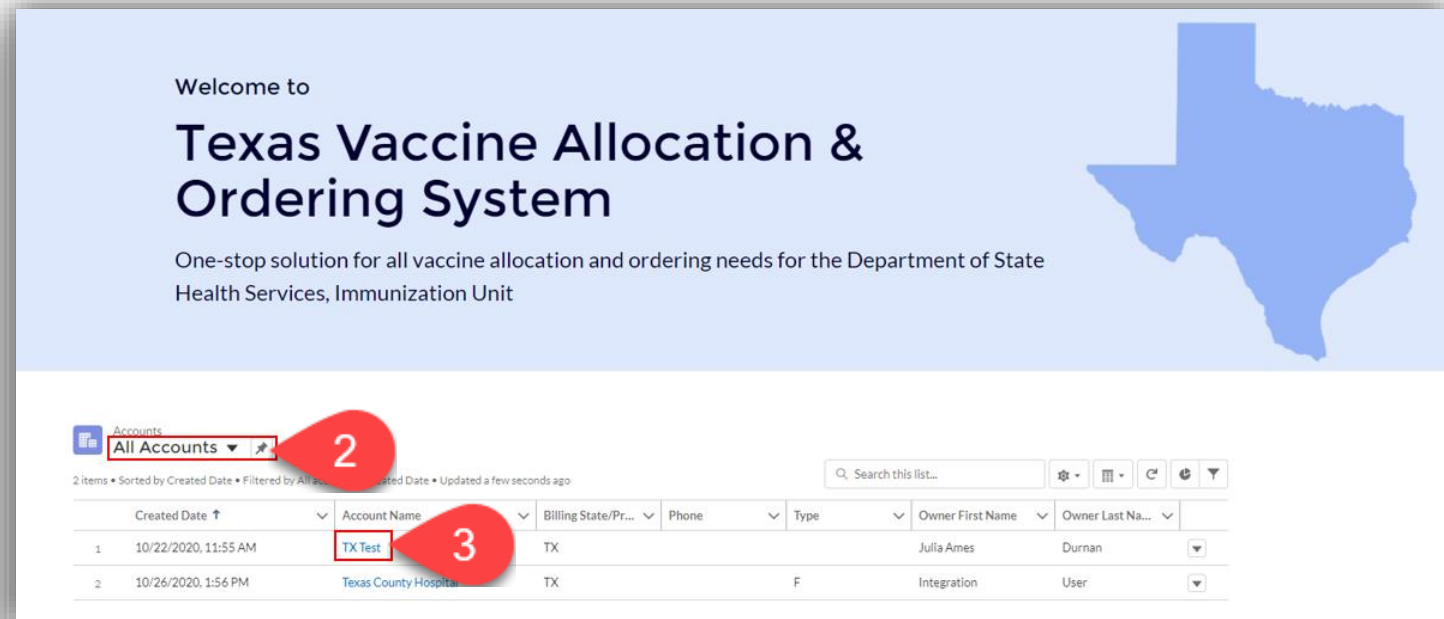 Welcome to
Texas Vaccine Allocation &
Ordering System
One-stop solution for all vaccine allocation and ordering needs for the Department of State
Health Services, Immunization Unit
Accounts
All Accounts
2
2 items • Sorted by Created Date • Filtered by All Created Date • Updated a few seconds ago
Search this list...
Created Date ↑ Account Name Billing State/Pr... Phone Type Owner First Name Owner Last Na...
1 10/22/2020, 11:55 AM TX Test TX Julia Ames Durnan
3
2 10/26/2020, 1:56 PM Texas County Hospital TX F Integration User